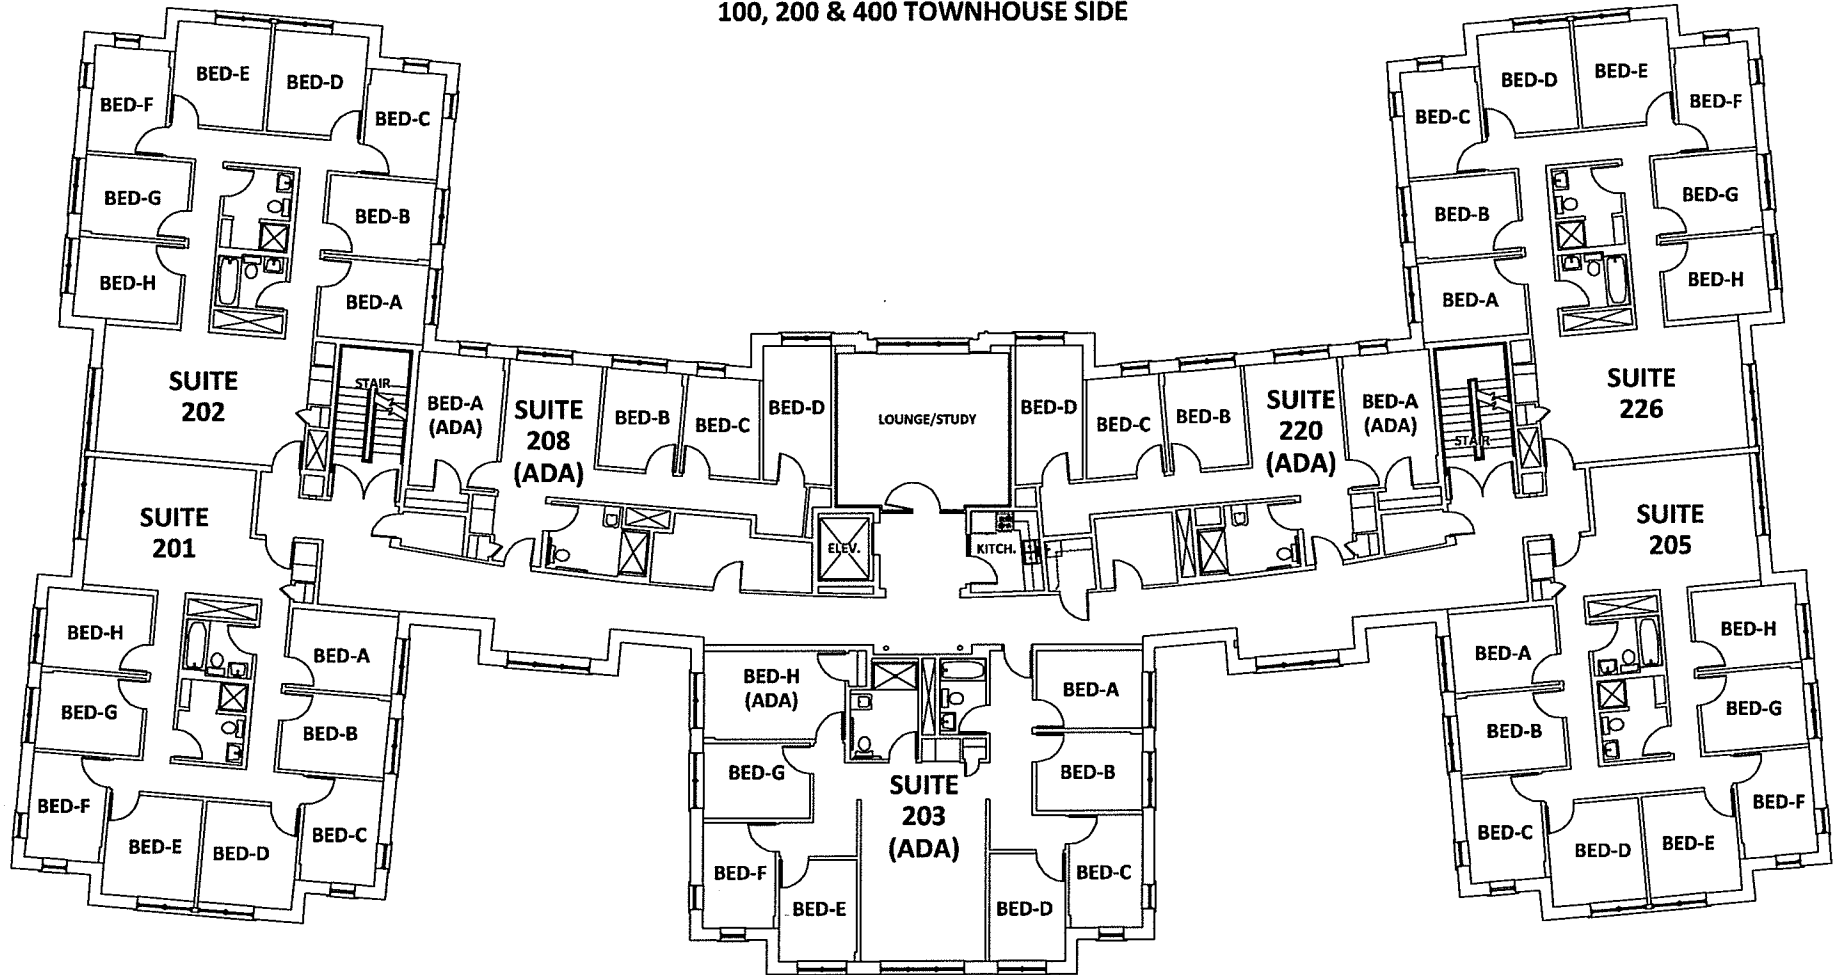 100, 200 & 400 TOWNHOUSE SIDE
BED-E
BED-D
BED-F
BED-C
BED-G
BED-B
BED-H
BED-A
SUITE
202
STAIR
BED-A
(ADA)
SUITE
208
(ADA)
BED-B
BED-C
BED-D
LOUNGE/STUDY
BED-D
BED-C
BED-B
SUITE
220
(ADA)
BED-A
(ADA)
STAIR
BED-D
BED-E
BED-C
BED-F
BED-B
BED-G
BED-A
BED-H
SUITE
226
SUITE
201
ELEV.
KITCH.
SUITE
205
BED-H
BED-A
BED-G
BED-B
BED-F
BED-C
BED-E
BED-D
BED-H
(ADA)
BED-A
BED-G
BED-B
SUITE
203
(ADA)
BED-F
BED-C
BED-E
BED-D
BED-A
BED-H
BED-B
BED-G
BED-C
BED-F
BED-D
BED-E